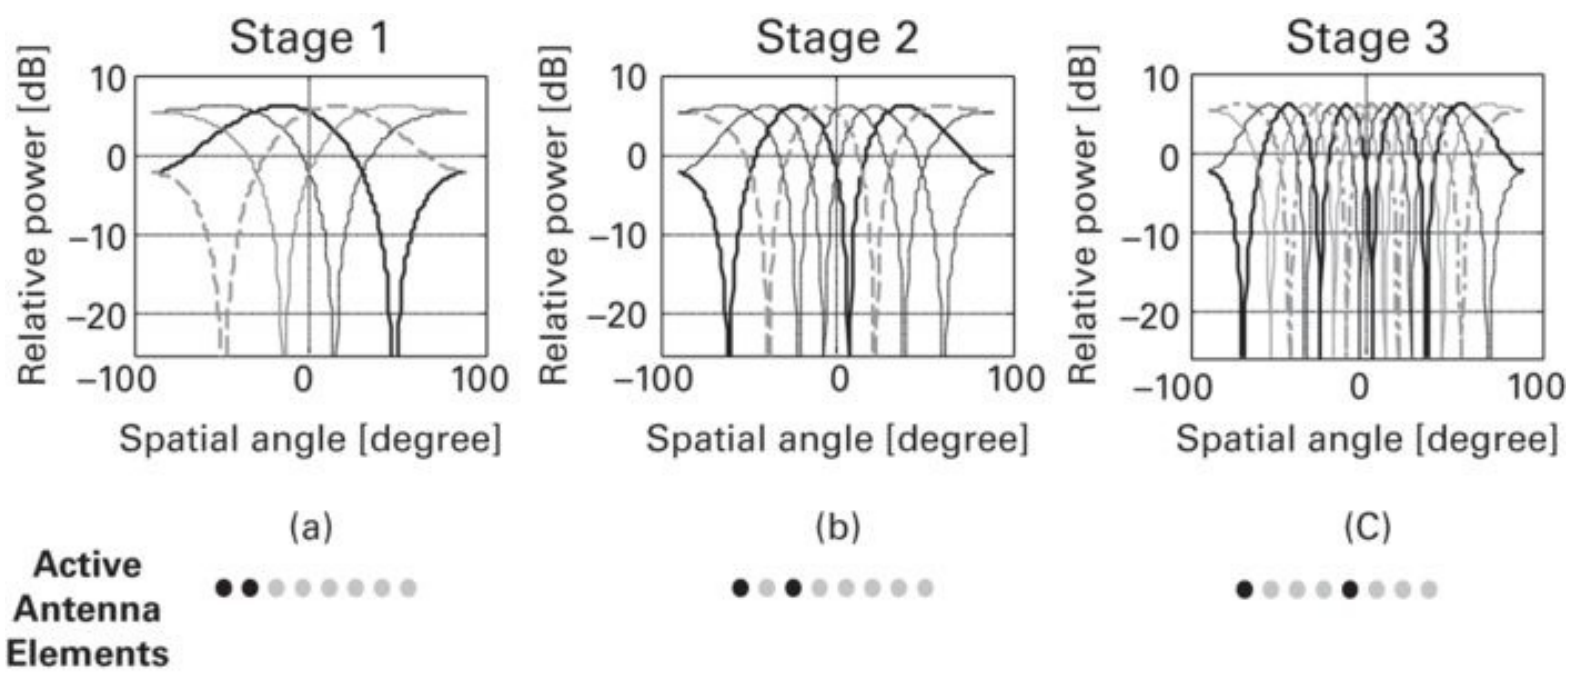 Stage 1
Relative power [dB]
10
0
−10
−20
−100
0
100
Spatial angle [degree]
(a)
Stage 2
Relative power [dB]
10
0
−10
−20
−100
0
100
Spatial angle [degree]
(b)
Stage 3
Relative power [dB]
10
0
−10
−20
−100
0
100
Spatial angle [degree]
(C)
Active
Antenna
Elements